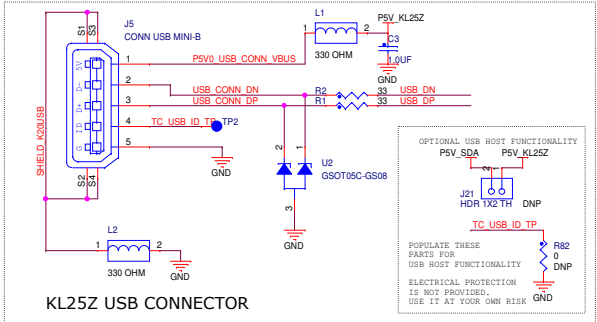 J5
CONN USB MINI-B
S1
S3
5V
D-
D+
ID
G
S2
S4
SHIELD_K20USB
1
P5V0_USB_CONN_VBUS
L1
1
2
330 OHM
P5V_KL25Z
C3
1.0UF
GND
2
USB_CONN_DN
R2
33
USB_DN
3
USB_CONN_DP
R1
33
USB_DP
4
TC_USB_ID_TP
TP2
5
GND
2
1
U2
GSOT05C-GS08
3
GND
L2
1
2
330 OHM
GND
OPTIONAL USB HOST FUNCTIONALITY
P5V_SDA
P5V_KL25Z
2
1
J21
HDR 1X2 TH
DNP
TC_USB_ID_TP
R82
0
DNP
GND
POPULATE THESE
PARTS FOR
USB HOST FUNCTIONALITY
ELECTRICAL PROTECTION
IS NOT PROVIDED.
USE IT AT YOUR OWN RISK
KL25Z USB CONNECTOR